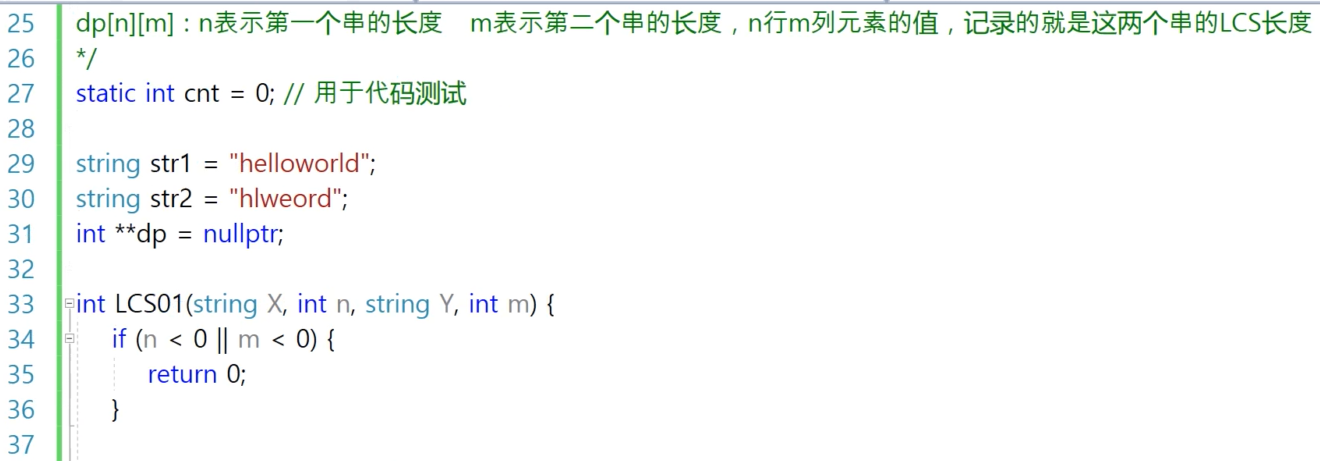 25 dp[n][m]：n表示第一个串的长度 m表示第二个串的长度，n行m列元素的值，记录的就是这两个串的LCS长度
26 */
27 static int cnt = 0; // 用于代码测试
28
29 string str1 = "helloworld";
30 string str2 = "hlweord";
31 int **dp = nullptr;
32
33 int LCS01(string X, int n, string Y, int m) {
34 if (n < 0 || m < 0) {
35 return 0;
36 }
37